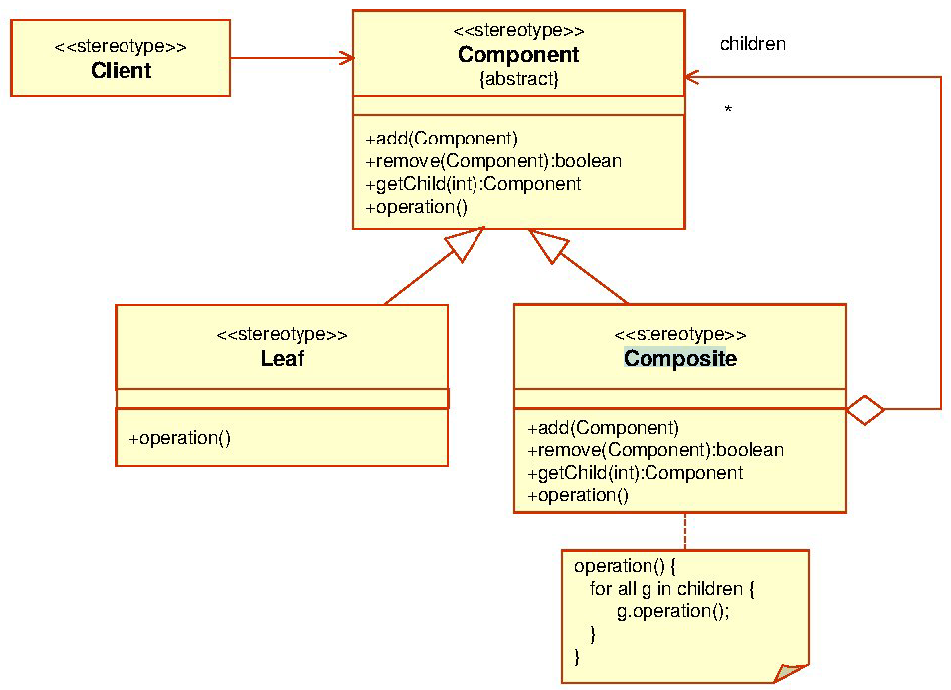 <<stereotype>>
Client
<<stereotype>>
Component
{abstract}
+add(Component)
+remove(Component):boolean
+getChild(int):Component
+operation()
children
*
<<stereotype>>
Leaf
+operation()
<<stereotype>>
Composite
+add(Component)
+remove(Component):boolean
+getChild(int):Component
+operation()
operation() {
for all g in children {
g.operation();
}
}